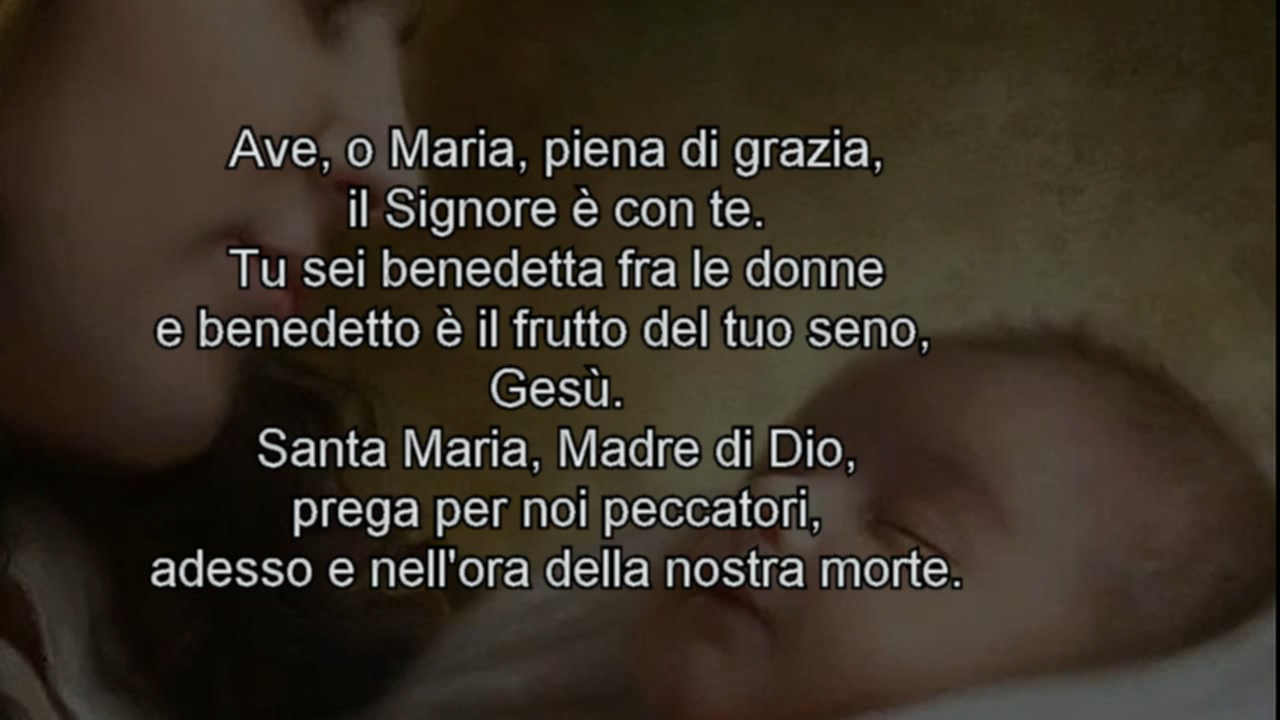 Ave, o Maria, piena di grazia,
il Signore è con te.
Tu sei benedetta fra le donne
e benedetto è il frutto del tuo seno,
Gesù.
Santa Maria, Madre di Dio,
prega per noi peccatori,
adesso e nell'ora della nostra morte.